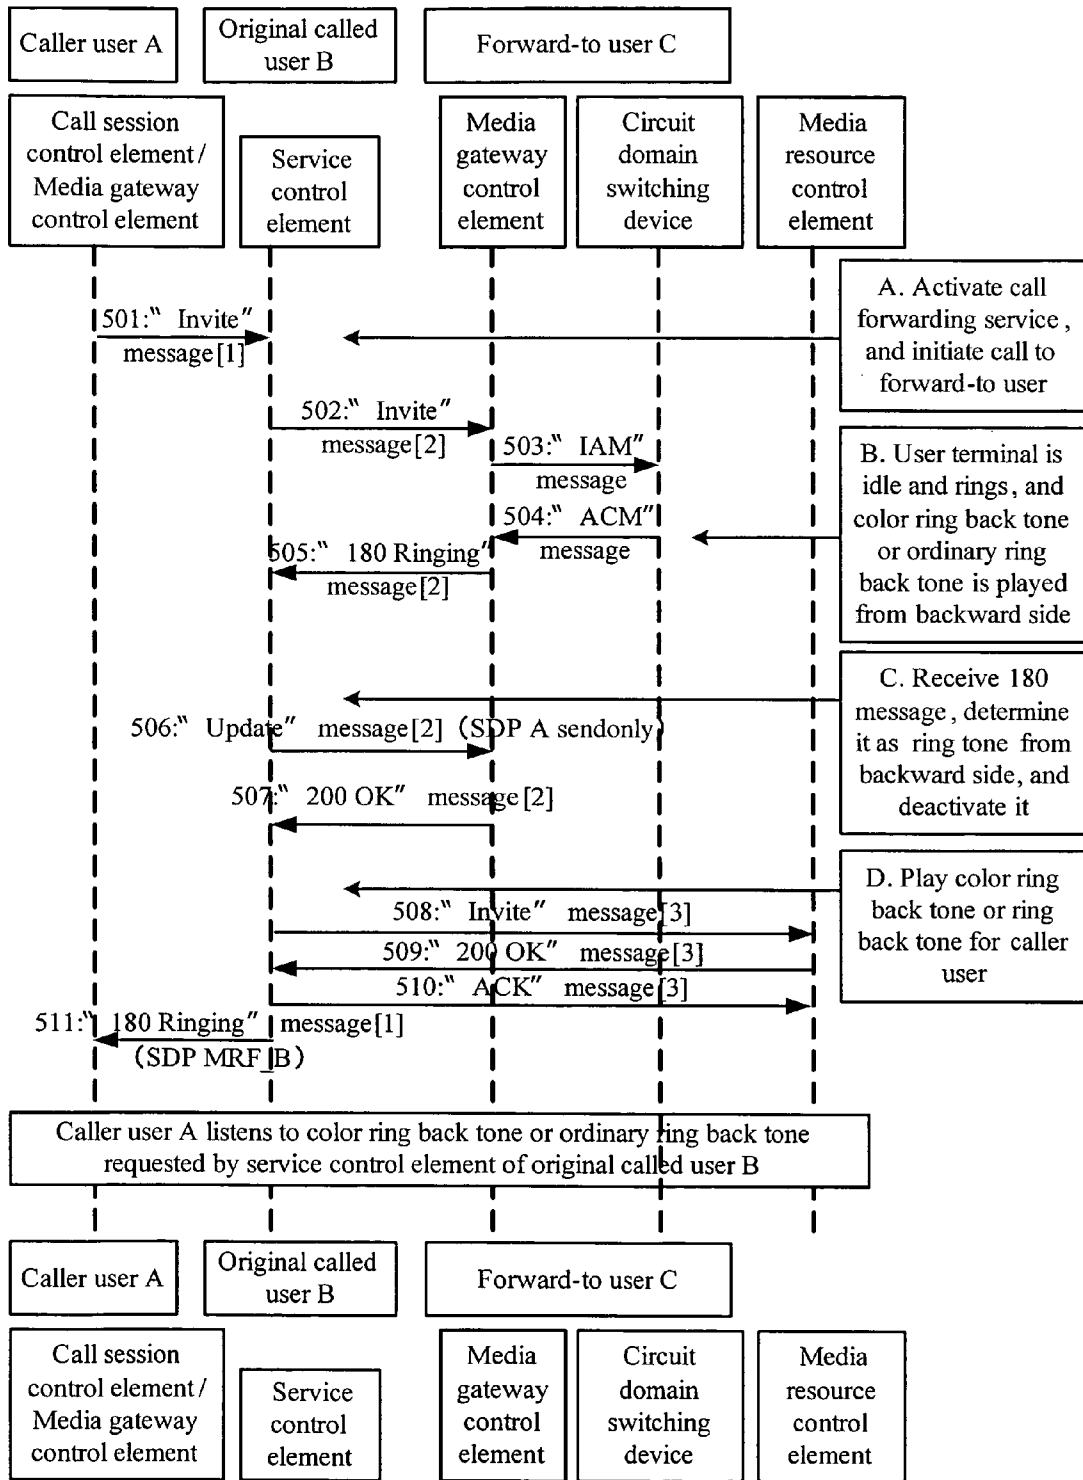 Caller user A
Original called
user B
Forward-to user C
Call session
control element/
Media gateway
control element
Service
control
element
Media
gateway
control
element
Circuit
domain
switching
device
Media
resource
control
element
A. Activate call
forwarding service,
and initiate call to
forward-to user
501:“ Invite″
message[1]
502:“ Invite″
message[2]
503:“ IAM″
message
B. User terminal is
idle and rings, and
color ring back tone
or ordinary ring
back tone is played
from backward side
504:“ ACM″
message
505:“ 180 Ringing″
message[2]
C. Receive 180
message, determine
it as ring tone from
backward side, and
deactivate it
506:“ Update″ message[2] (SDP A sendonly)
507:“ 200 OK″ message[2]
D. Play color ring
back tone or ring
back tone for caller
user
508:“ Invite″ message[3]
509:“ 200 OK″ message[3]
510:“ ACK″ message[3]
511:“ 180 Ringing″ message[1]
(SDP MRF_B)
Caller user A listens to color ring back tone or ordinary ring back tone
requested by service control element of original called user B
Caller user A
Original called
user B
Forward-to user C
Call session
control element/
Media gateway
control element
Service
control
element
Media
gateway
control
element
Circuit
domain
switching
device
Media
resource
control
element